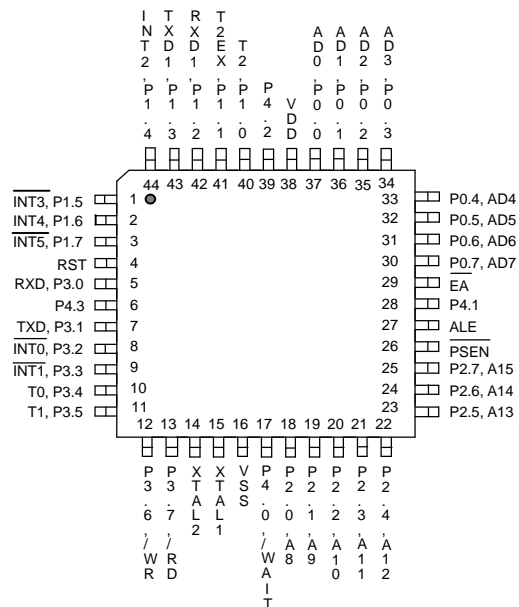 INT2,P1.4
TXD1,P1.3
RXD1,P1.2
T2EX,P1.1
T2,P1.0
P4.2
VDD
AD0,P0.0
AD1,P0.1
AD2,P0.2
AD3,P0.3
44 43 42 41 40 39 38 37 36 35 34
INT3, P1.5 1
INT4, P1.6 2
INT5, P1.7 3
RST 4
RXD, P3.0 5
P4.3 6
TXD, P3.1 7
INT0, P3.2 8
INT1, P3.3 9
T0, P3.4 10
T1, P3.5 11
33 P0.4, AD4
32 P0.5, AD5
31 P0.6, AD6
30 P0.7, AD7
29 EA
28 P4.1
27 ALE
26 PSEN
25 P2.7, A15
24 P2.6, A14
23 P2.5, A13
12 13 14 15 16 17 18 19 20 21 22
P3.6,/WR
P3.7,/RD
XTAL2
XTAL1
VSS
P4.0,/WAIT
P2.0,A8
P2.1,A9
P2.2,A10
P2.3,A11
P2.4,A12